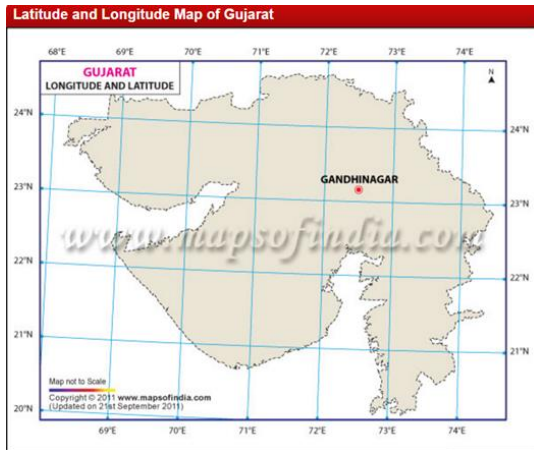 Latitude and Longitude Map of Gujarat
68°E 69°E 70°E 71°E 72°E 73°E 74°E
GUJARAT
LONGITUDE AND LATITUDE
N
24°N 24°N
GANDHINAGAR
23°N 23°N
www.mapsofindia.com
22°N 22°N
21°N 21°N
Map not to Scale
Copyright © 2011 www.mapsofindia.com
(Updated on 21st September 2011)
20°N
69°E 70°E 71°E 72°E 73°E 74°E